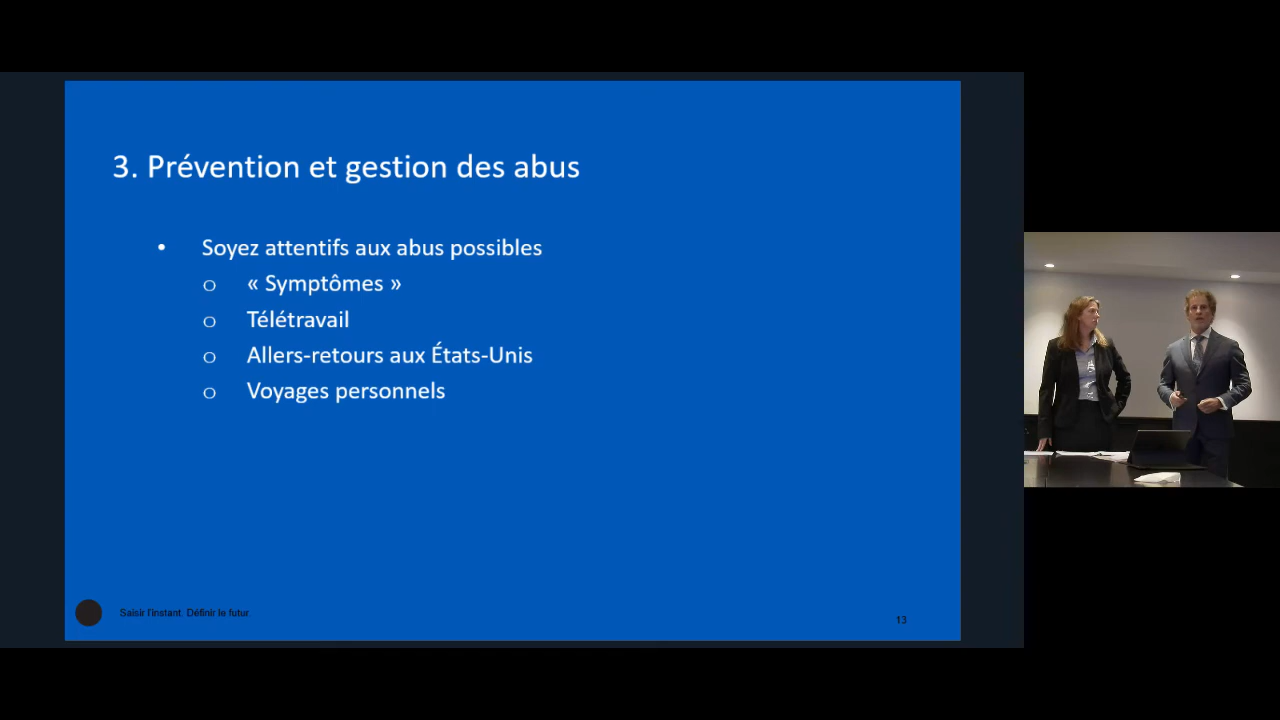 3. Prévention et gestion des abus
• Soyez attentifs aux abus possibles
o « Symptômes »
o Télétravail
o Allers-retours aux États-Unis
o Voyages personnels
Saisir l'instant. Définir le futur.
13